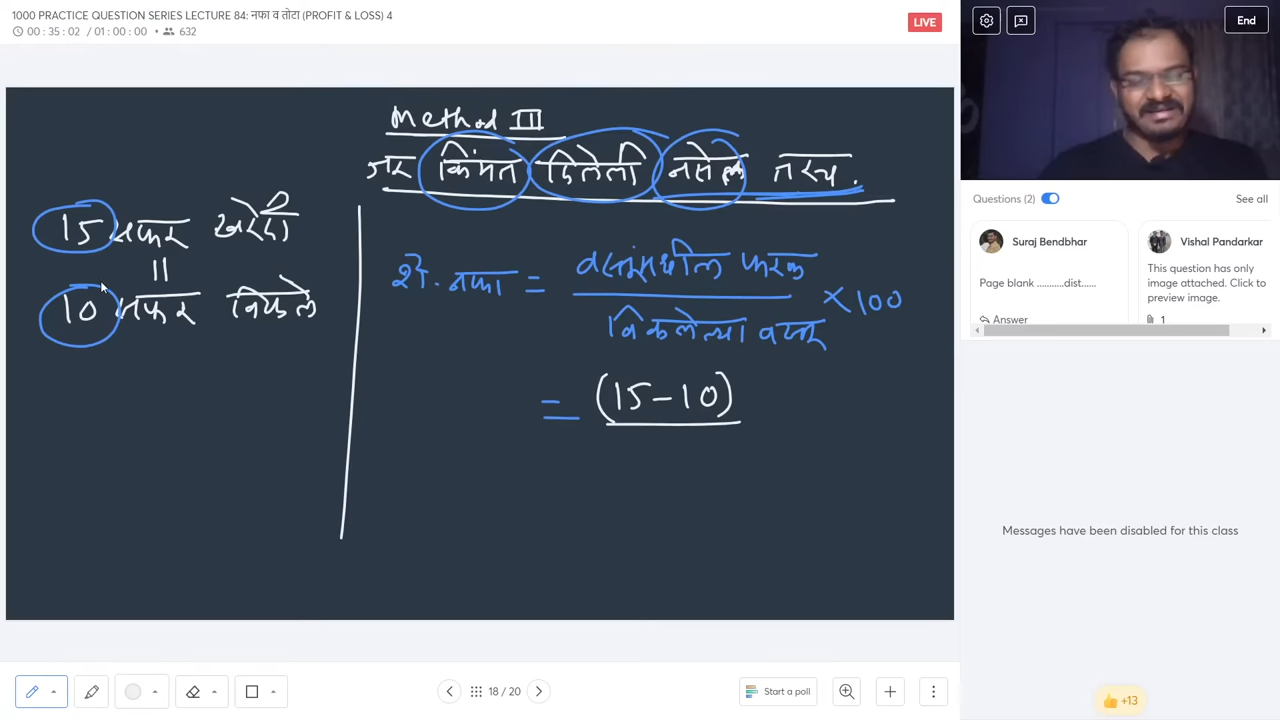 1000 PRACTICE QUESTION SERIES LECTURE 84: नफा व तोटा (PROFIT & LOSS) 4
00 : 35 : 02 / 01 : 00 : 00 • 632
LIVE
End
Method III
जर किंमत दिलेली नसेल तरच.
15 नफर खरेदी
=
10 नफर विकले
शे. नफा = वस्तूंमधील फरक
विकलेल्या वस्तू × 100
= (15 – 10)
Questions (2)
See all
Suraj Bendbhar
Page blank ...........dist......
Answer
Vishal Pandarkar
This question has only
image attached. Click to
preview image.
1
Messages have been disabled for this class
18 / 20
Start a poll
+13